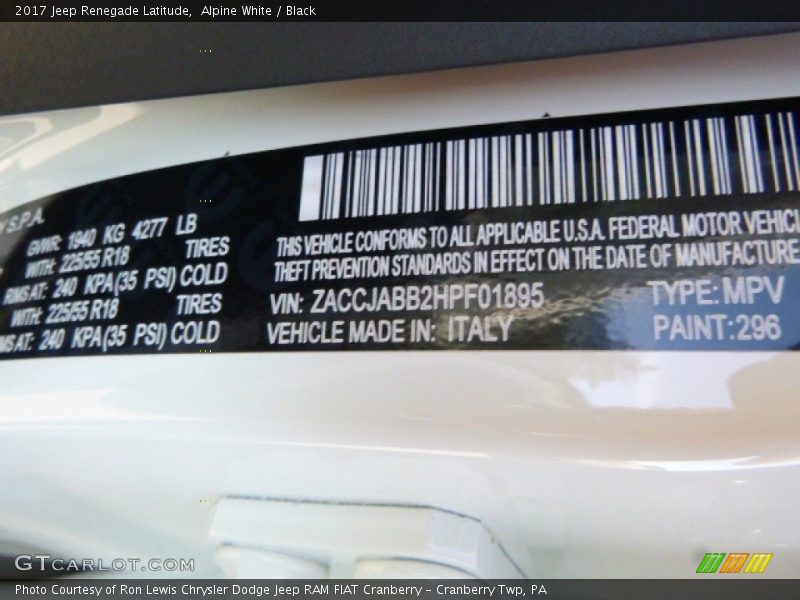 2017 Jeep Renegade Latitude,  Alpine White / Black
S.P.A.
GWR: 1940 KG 4277 LB
WITH: 225/55 R18 TIRES
RMS AT: 240 KPA(35 PSI) COLD
WITH: 225/55 R18 TIRES
MS AT: 240 KPA(35 PSI) COLD
THIS VEHICLE CONFORMS TO ALL APPLICABLE U.S.A. FEDERAL MOTOR VEHICL
THEFT PREVENTION STANDARDS IN EFFECT ON THE DATE OF MANUFACTURE
VIN: ZACCJABB2HPF01895 TYPE: MPV
VEHICLE MADE IN: ITALY PAINT:296
GTCARLOT.COM
Photo Courtesy of Ron Lewis Chrysler Dodge Jeep RAM FIAT Cranberry – Cranberry Twp, PA